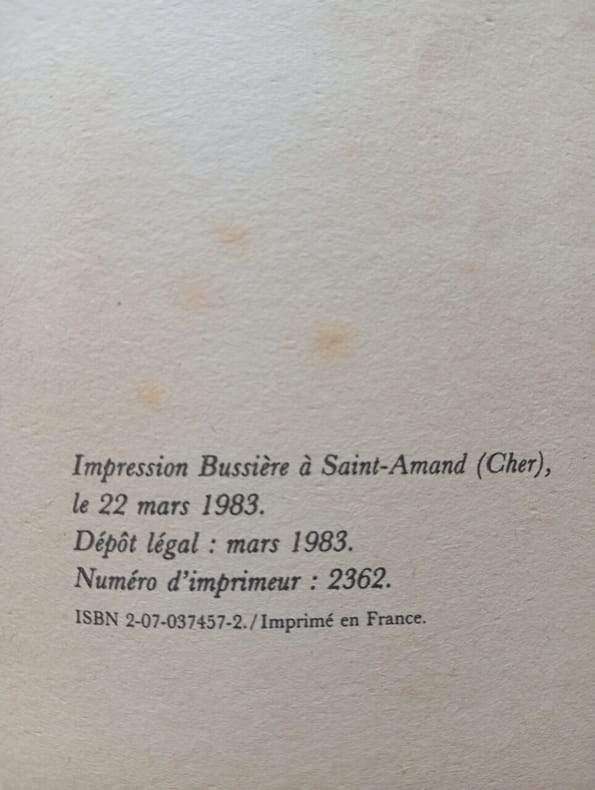 Impression Bussière à Saint-Amand (Cher),
le 22 mars 1983.
Dépôt légal : mars 1983.
Numéro d'imprimeur : 2362.
ISBN 2-07-037457-2./Imprimé en France.